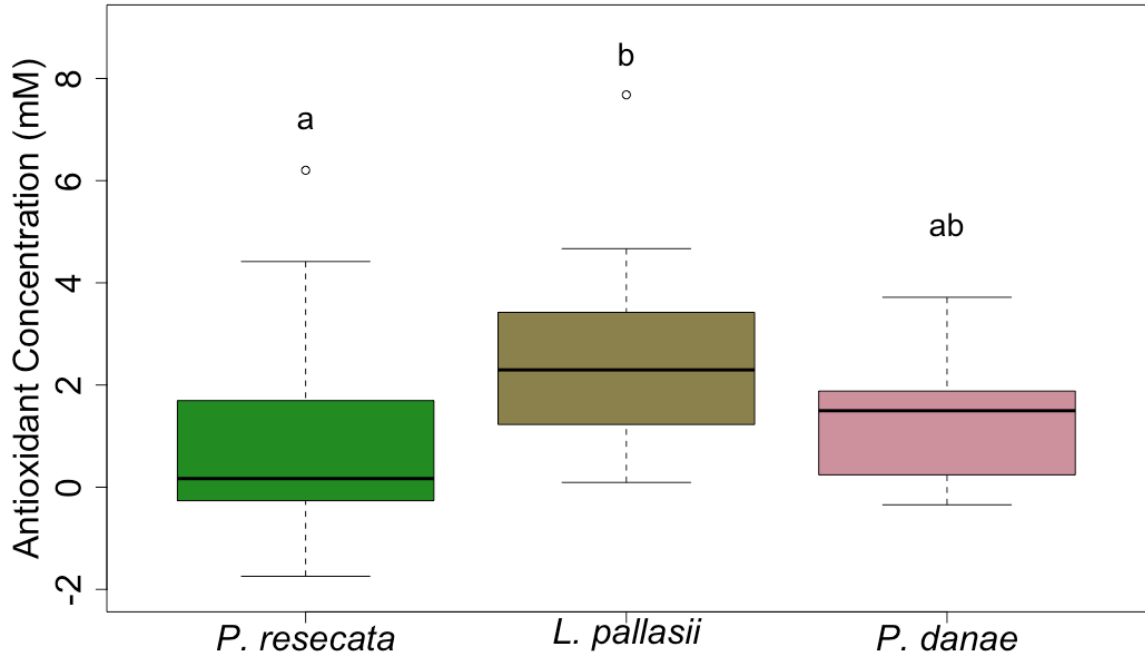 Antioxidant Concentration (mM)
8
6
4
2
0
-2
a
b
ab
P. resecata
L. pallasii
P. danae